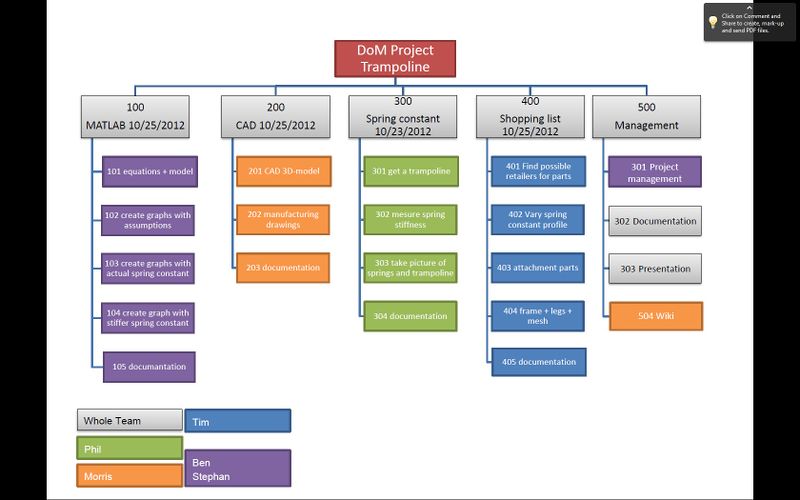 Click on Comment and
Share to create, mark-up
and send PDF files.
DoM Project
Trampoline
100
MATLAB 10/25/2012
200
CAD 10/25/2012
300
Spring constant
10/23/2012
400
Shopping list
10/25/2012
500
Management
101 equations + model
102 create graphs with
assumptions
103 create graphs with
actual spring constant
104 create graph with
stiffer spring constant
105 documantation
201 CAD 3D-model
202 manufacturing
drawings
203 documentation
301 get a trampoline
302 mesure spring
stiffness
303 take picture of
springs and trampoline
304 documentation
401 Find possible
retailers for parts
402 Vary spring
constant profile
403 attachment parts
404 frame + legs +
mesh
405 documentation
301 Project
management
302 Documentation
303 Presentation
504 Wiki
Whole Team
Tim
Phil
Morris
Ben
Stephan